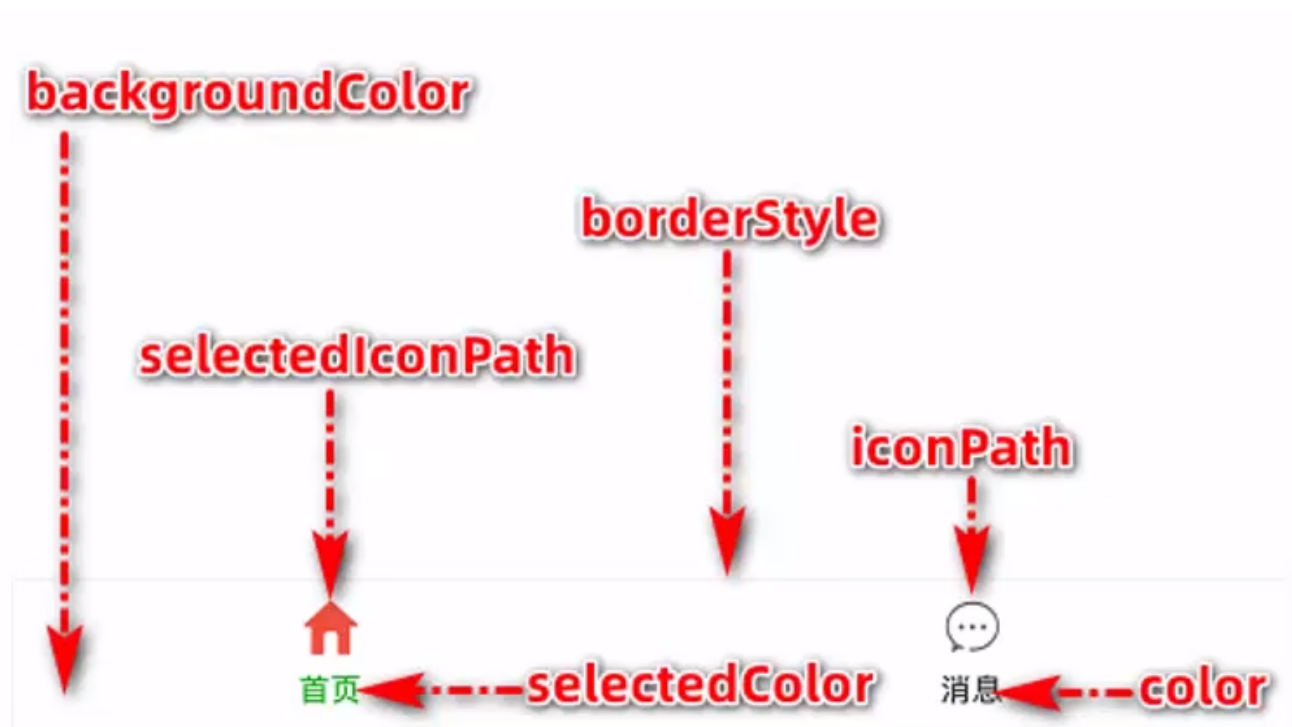 backgroundColor
borderStyle
selectedIconPath
iconPath
首页
selectedColor
消息
color